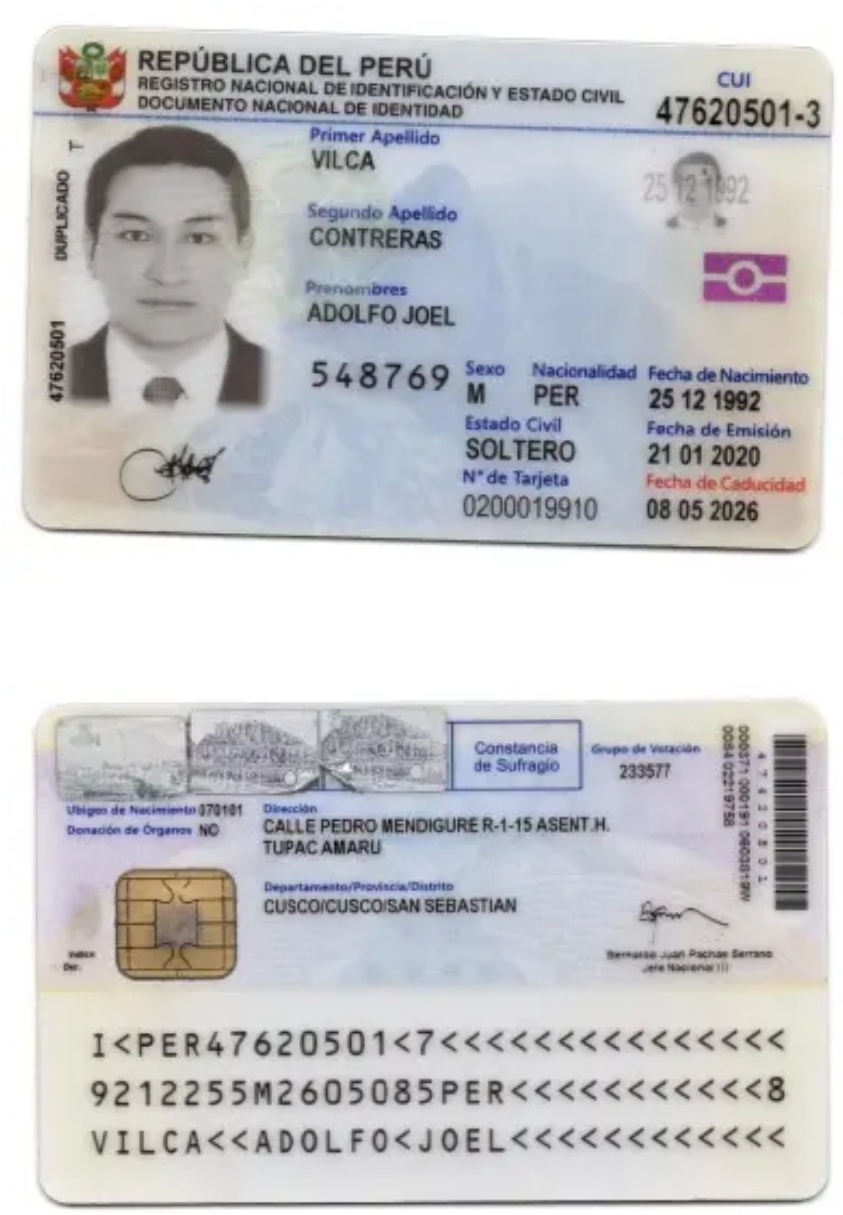 REPÚBLICA DEL PERÚ
REGISTRO NACIONAL DE IDENTIFICACIÓN Y ESTADO CIVIL
DOCUMENTO NACIONAL DE IDENTIDAD
CUI
47620501-3
T
DUPLICADO
47620501
Primer Apellido
VILCA
Segundo Apellido
CONTRERAS
Prenombres
ADOLFO JOEL
25 12 1992
548769
Sexo Nacionalidad Fecha de Nacimiento
M PER 25 12 1992
Estado Civil Fecha de Emisión
SOLTERO 21 01 2020
N° de Tarjeta Fecha de Caducidad
0200019910 08 05 2026
Constancia
de Sufragio
Grupo de Votación
233577
Ubigeo de Nacimiento 070101
Donación de Órganos NO
Dirección
CALLE PEDRO MENDIGURE R-1-15 ASENT.H.
TUPAC AMARU
Departamento/Provincia/Distrito
CUSCO/CUSCO/SAN SEBASTIAN
Indice
Der.
Bernardo Juan Pachas Serrano
Jefe Nacional
I<PER47620501<7<<<<<<<<<<<<<<<
9212255M2605085PER<<<<<<<<<<<8
VILCA<<ADOLFO<JOEL<<<<<<<<<<<<